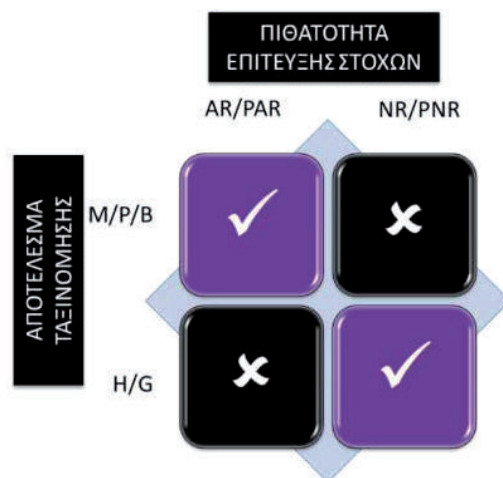 ΠΙΘΑΤΟΤΗΤΑ
ΕΠΙΤΕΥΞΗΣ ΣΤΟΧΩΝ
AR/PAR
NR/PNR
ΑΠΟΤΕΛΕΣΜΑ
ΤΑΞΙΝΟΜΗΣΗΣ
M/P/B
H/G